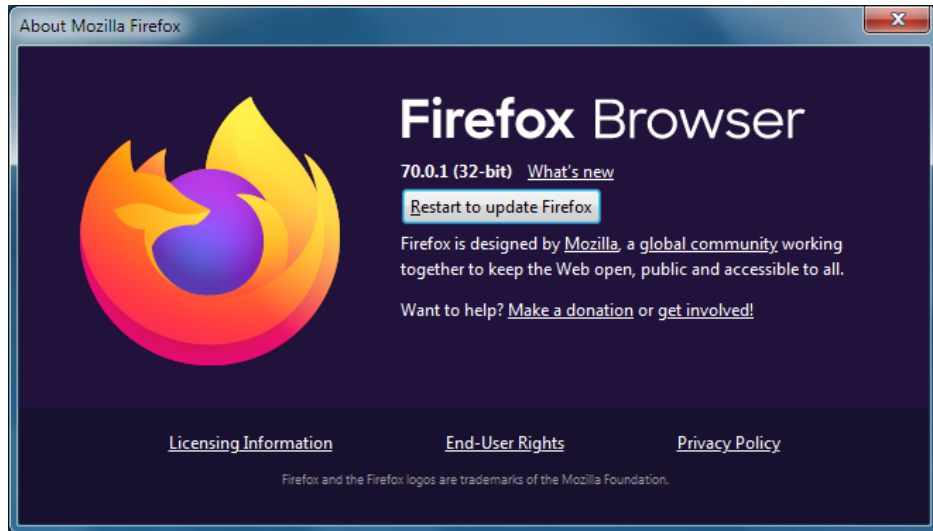 About Mozilla Firefox
Firefox Browser
70.0.1 (32-bit) What's new
Restart to update Firefox
Firefox is designed by Mozilla, a global community working
together to keep the Web open, public and accessible to all.
Want to help? Make a donation or get involved!
Licensing Information End-User Rights Privacy Policy
Firefox and the Firefox logos are trademarks of the Mozilla Foundation.